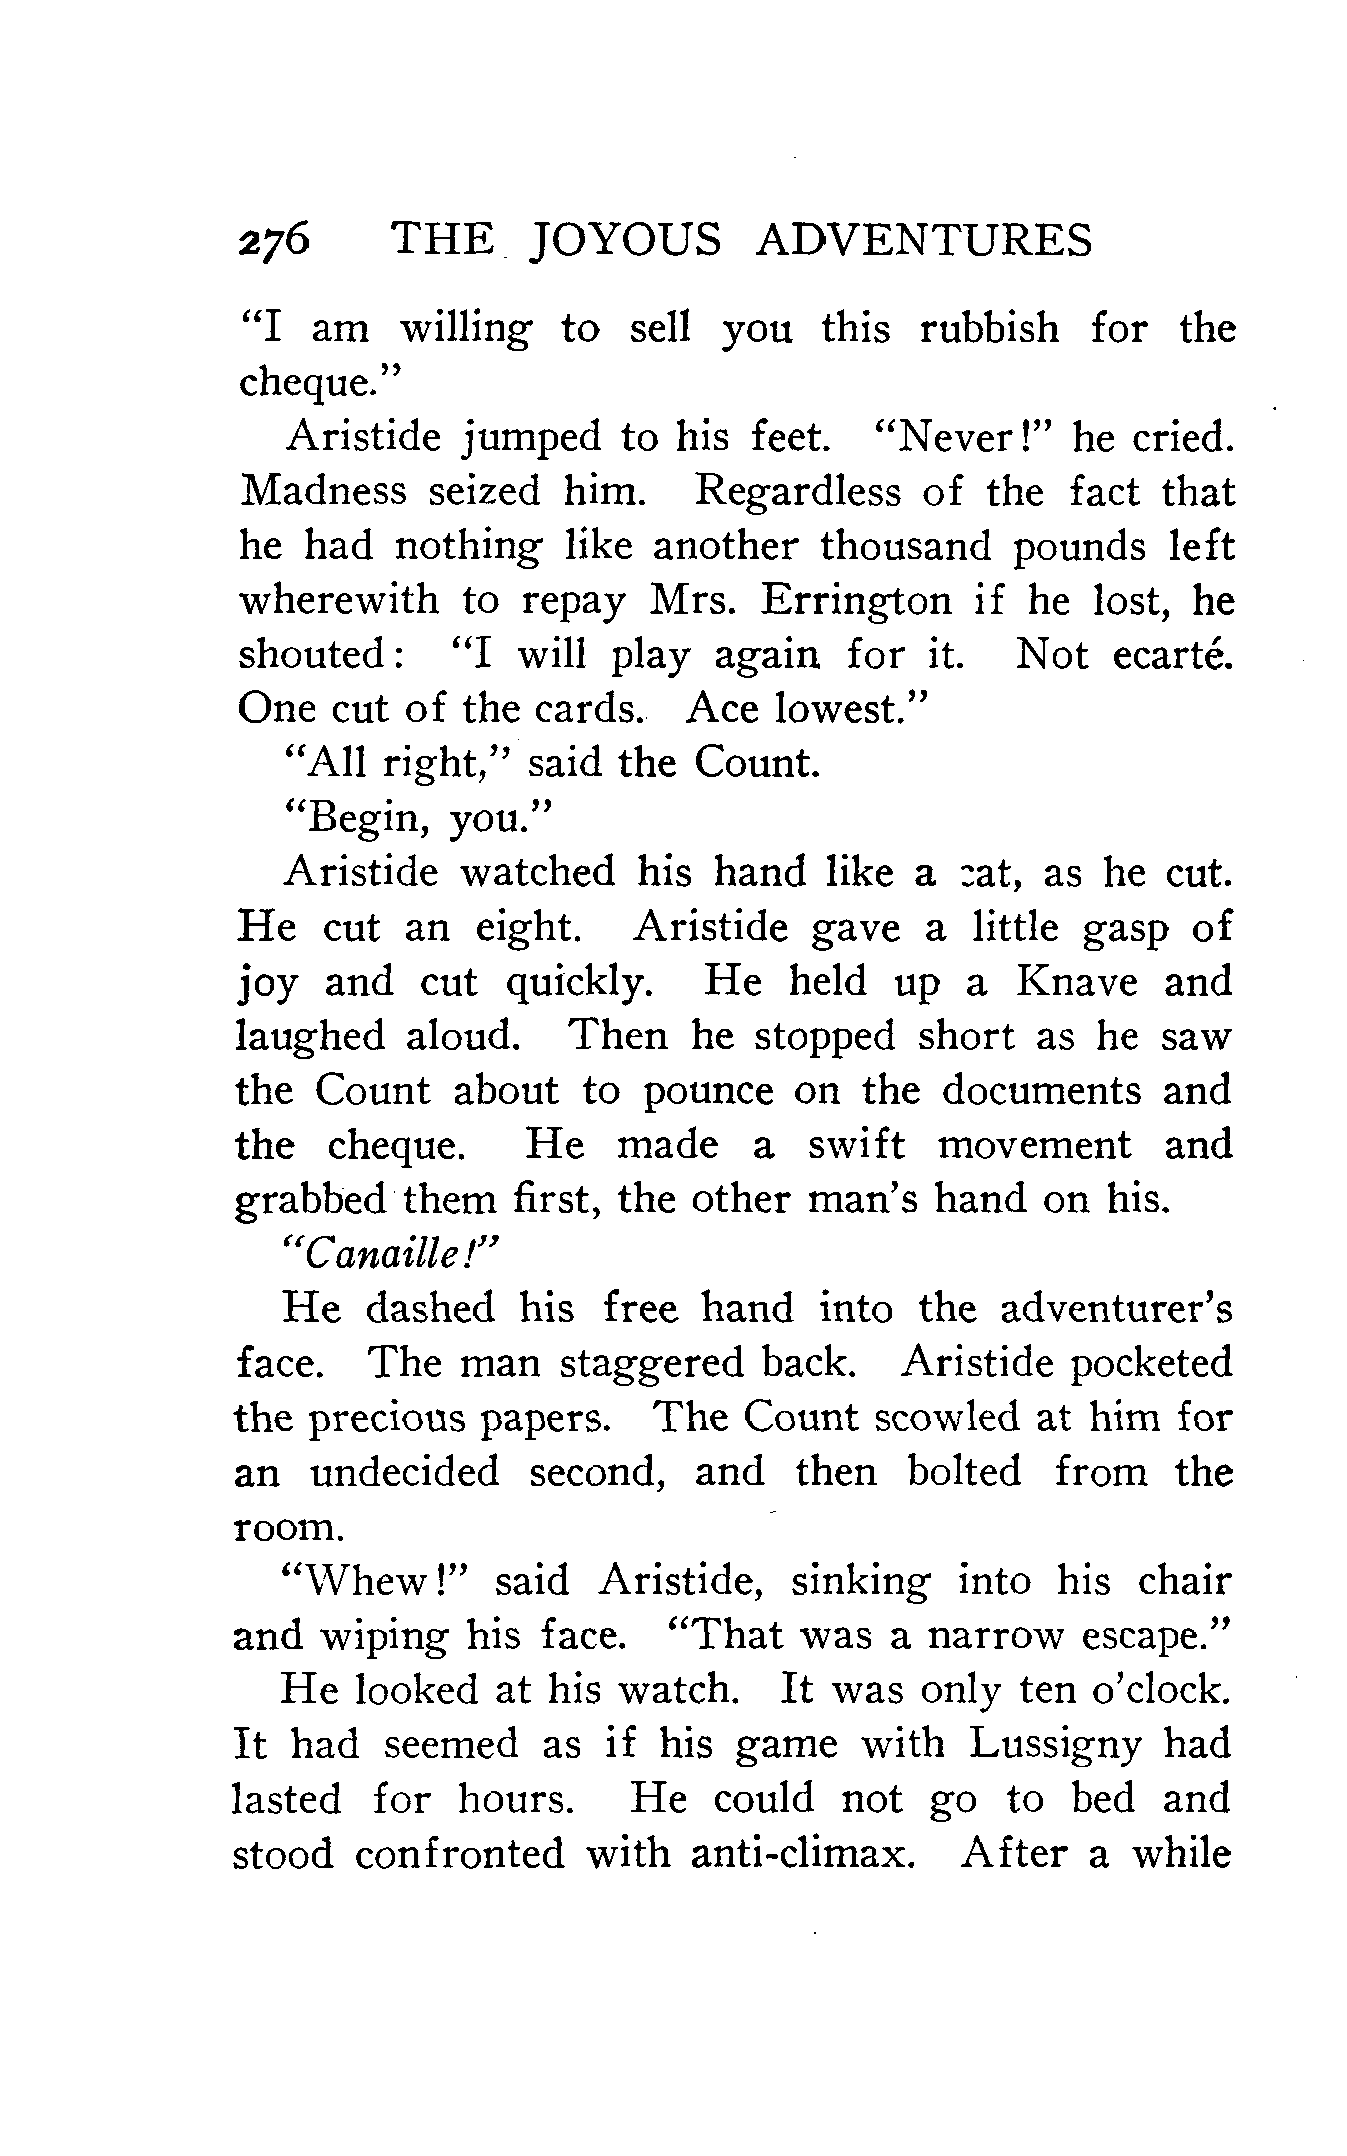 276 THE JOYOUS ADVENTURES
“I am willing to sell you this rubbish for the
cheque.”
Aristide jumped to his feet. “Never!” he cried.
Madness seized him. Regardless of the fact that
he had nothing like another thousand pounds left
wherewith to repay Mrs. Errington if he lost, he
shouted: “I will play again for it. Not ecarté.
One cut of the cards. Ace lowest.”
“All right,” said the Count.
“Begin, you.”
Aristide watched his hand like a cat, as he cut.
He cut an eight. Aristide gave a little gasp of
joy and cut quickly. He held up a Knave and
laughed aloud. Then he stopped short as he saw
the Count about to pounce on the documents and
the cheque. He made a swift movement and
grabbed them first, the other man’s hand on his.
“Canaille!”
He dashed his free hand into the adventurer’s
face. The man staggered back. Aristide pocketed
the precious papers. The Count scowled at him for
an undecided second, and then bolted from the
room.
“Whew!” said Aristide, sinking into his chair
and wiping his face. “That was a narrow escape.”
He looked at his watch. It was only ten o’clock.
It had seemed as if his game with Lussigny had
lasted for hours. He could not go to bed and
stood confronted with anti-climax. After a while